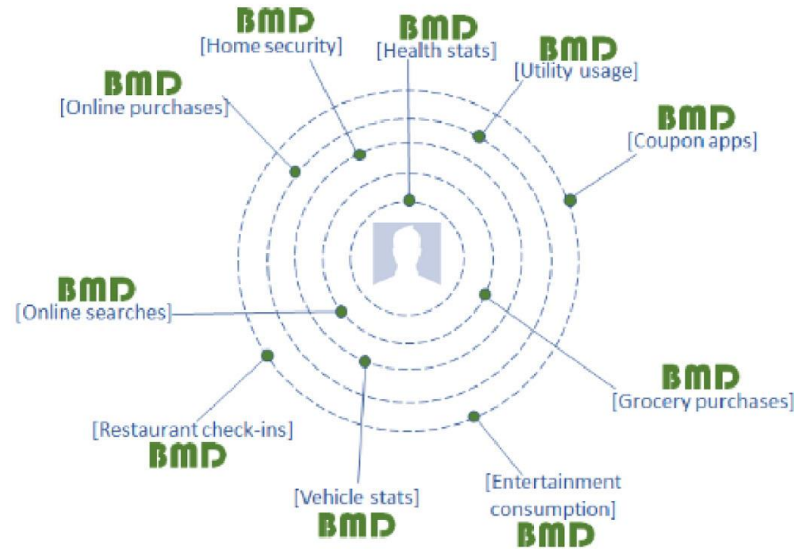 BMD
[Home security]
BMD
[Health stats]
BMD
[Utility usage]
BMD
[Online purchases]
BMD
[Coupon apps]
BMD
[Online searches]
BMD
[Grocery purchases]
[Restaurant check-ins]
BMD
[Vehicle stats]
BMD
[Entertainment
consumption]
BMD